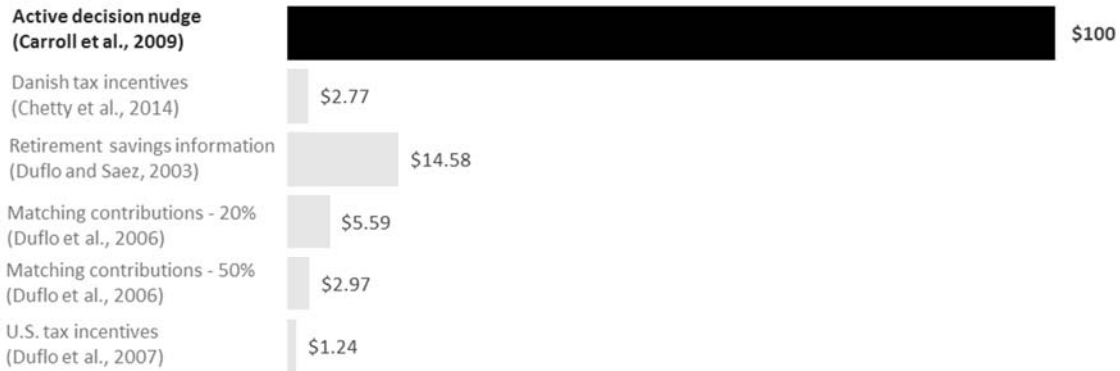 Active decision nudge
(Carroll et al., 2009)
$100
Danish tax incentives
(Chetty et al., 2014)
$2.77
Retirement savings information
(Duflo and Saez, 2003)
$14.58
Matching contributions - 20%
(Duflo et al., 2006)
$5.59
Matching contributions - 50%
(Duflo et al., 2006)
$2.97
U.S. tax incentives
(Duflo et al., 2007)
$1.24